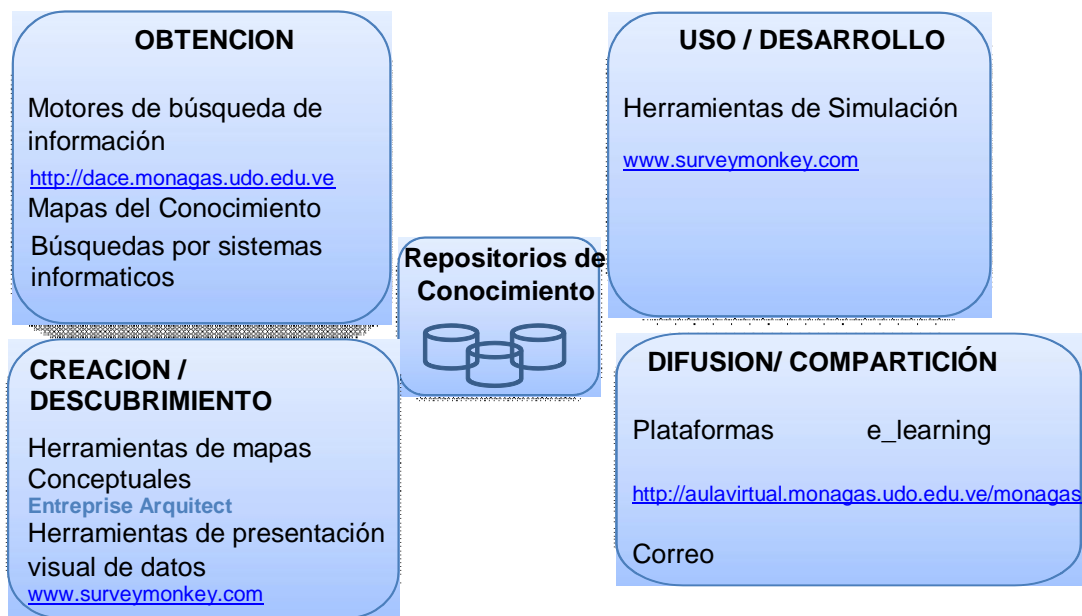 OBTENCION
Motores de búsqueda de
información
http://dace.monagas.udo.edu.ve
Mapas del Conocimiento
Búsquedas por sistemas
informaticos
USO / DESARROLLO
Herramientas de Simulación
www.surveymonkey.com
Repositorios de
Conocimiento
CREACION /
DESCUBRIMIENTO
Herramientas de mapas
Conceptuales
Entreprise Arquitect
Herramientas de presentación
visual de datos
www.surveymonkey.com
DIFUSION/ COMPARTICIÓN
Plataformas e_learning
http://aulavirtual.monagas.udo.edu.ve/monagas
Correo